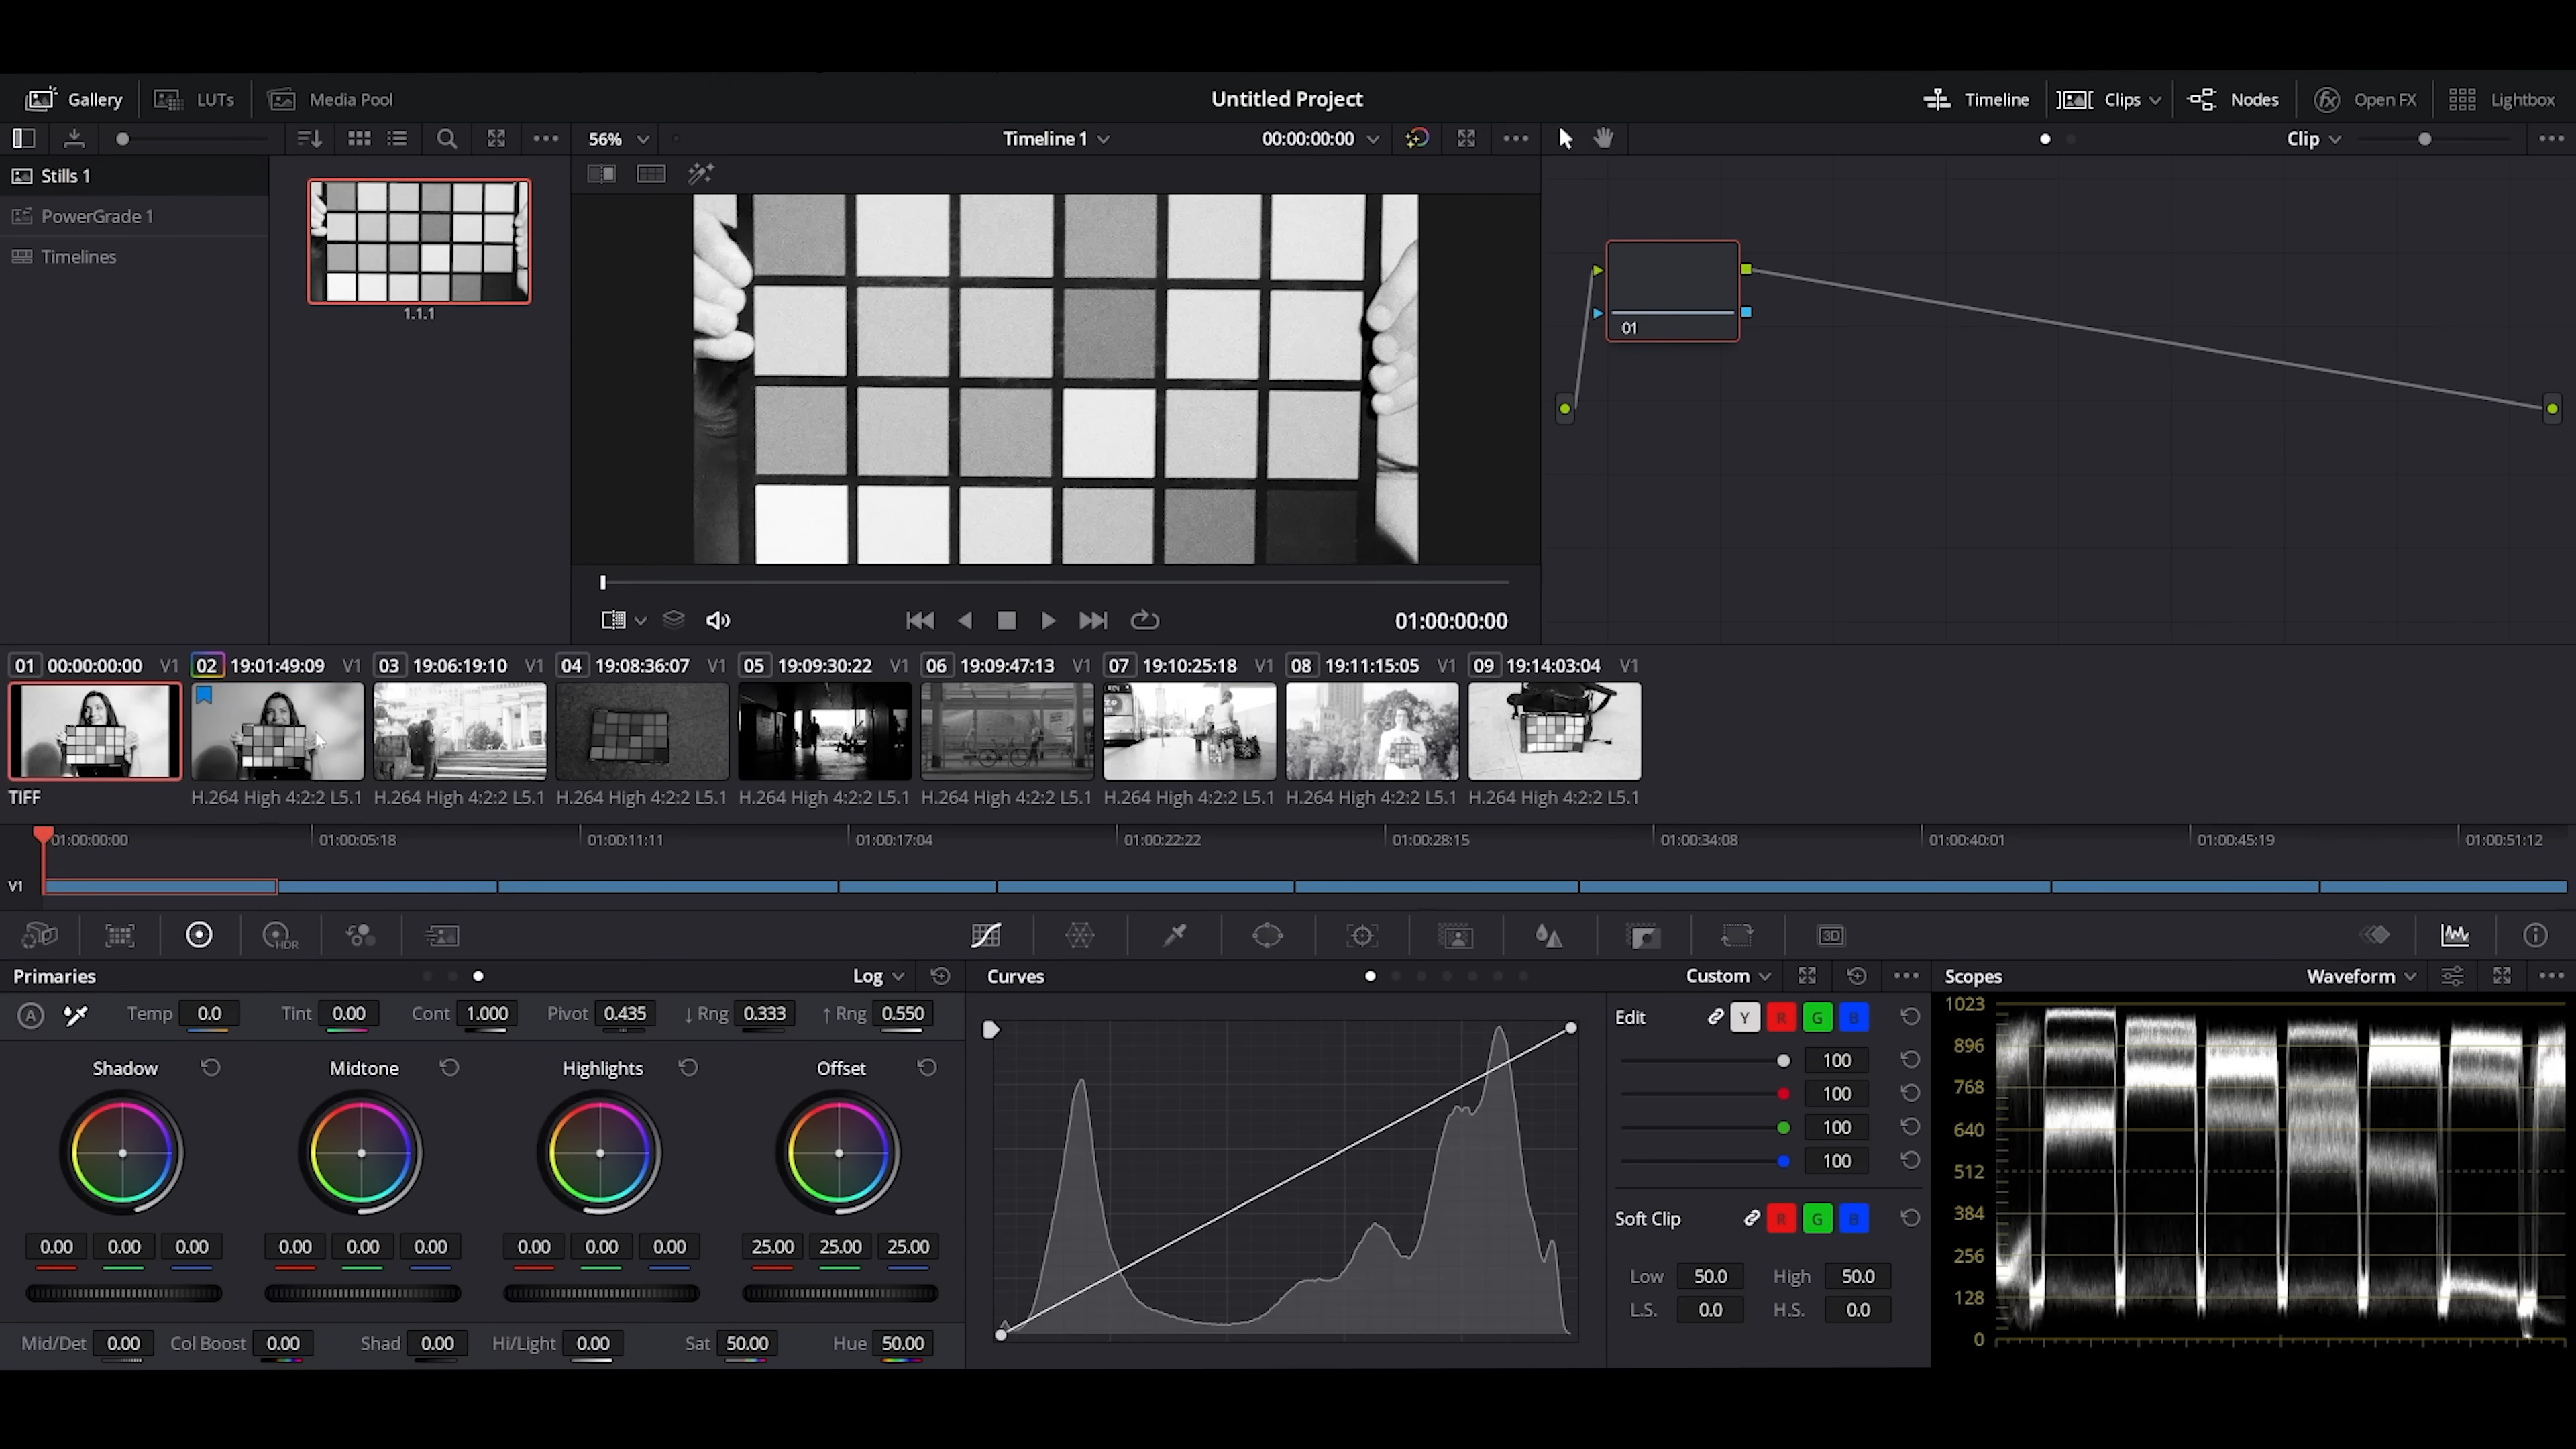 Gallery LUTs Media Pool Untitled Project Timeline Clips Nodes fx Open FX Lightbox
56% Timeline 1 00:00:00:00 Clip
Stills 1
PowerGrade 1
Timelines
1.1.1
01
01:00:00:00
01 00:00:00:00 V1 02 19:01:49:09 V1 03 19:06:19:10 V1 04 19:08:36:07 V1 05 19:09:30:22 V1 06 19:09:47:13 V1 07 19:10:25:18 V1 08 19:11:15:05 V1 09 19:14:03:04 V1
TIFF H.264 High 4:2:2 L5.1 H.264 High 4:2:2 L5.1 H.264 High 4:2:2 L5.1 H.264 High 4:2:2 L5.1 H.264 High 4:2:2 L5.1 H.264 High 4:2:2 L5.1 H.264 High 4:2:2 L5.1 H.264 High 4:2:2 L5.1
01:00:00:00 01:00:05:18 01:00:11:11 01:00:17:04 01:00:22:22 01:00:28:15 01:00:34:08 01:00:40:01 01:00:45:19 01:00:51:12
V1
HDR 3D
Primaries Log Curves Custom Scopes Waveform
A Temp 0.0 Tint 0.00 Cont 1.000 Pivot 0.435 ↓ Rng 0.333 ↑ Rng 0.550
Shadow Midtone Highlights Offset
0.00 0.00 0.00 0.00 0.00 0.00 0.00 0.00 0.00 25.00 25.00 25.00
Mid/Det 0.00 Col Boost 0.00 Shad 0.00 Hi/Light 0.00 Sat 50.00 Hue 50.00
Edit Y R G B
100
100
100
100
Soft Clip R G B
Low 50.0 High 50.0
L.S. 0.0 H.S. 0.0
1023
896
768
640
512
384
256
128
0